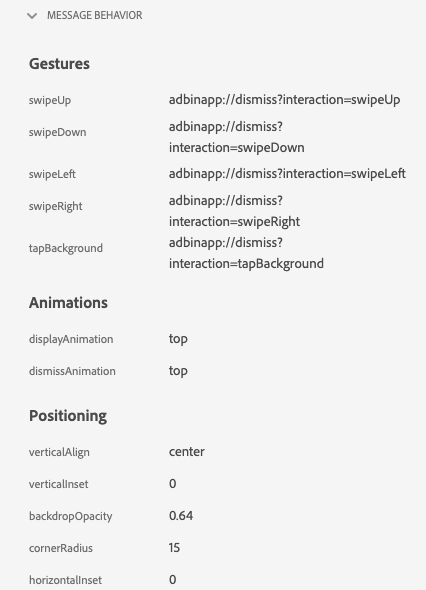 MESSAGE BEHAVIOR
Gestures
swipeUp adbinapp://dismiss?interaction=swipeUp
swipeDown adbinapp://dismiss?
interaction=swipeDown
swipeLeft adbinapp://dismiss?interaction=swipeLeft
swipeRight adbinapp://dismiss?
interaction=swipeRight
tapBackground adbinapp://dismiss?
interaction=tapBackground
Animations
displayAnimation top
dismissAnimation top
Positioning
verticalAlign center
verticalInset 0
backdropOpacity 0.64
cornerRadius 15
horizontalInset 0